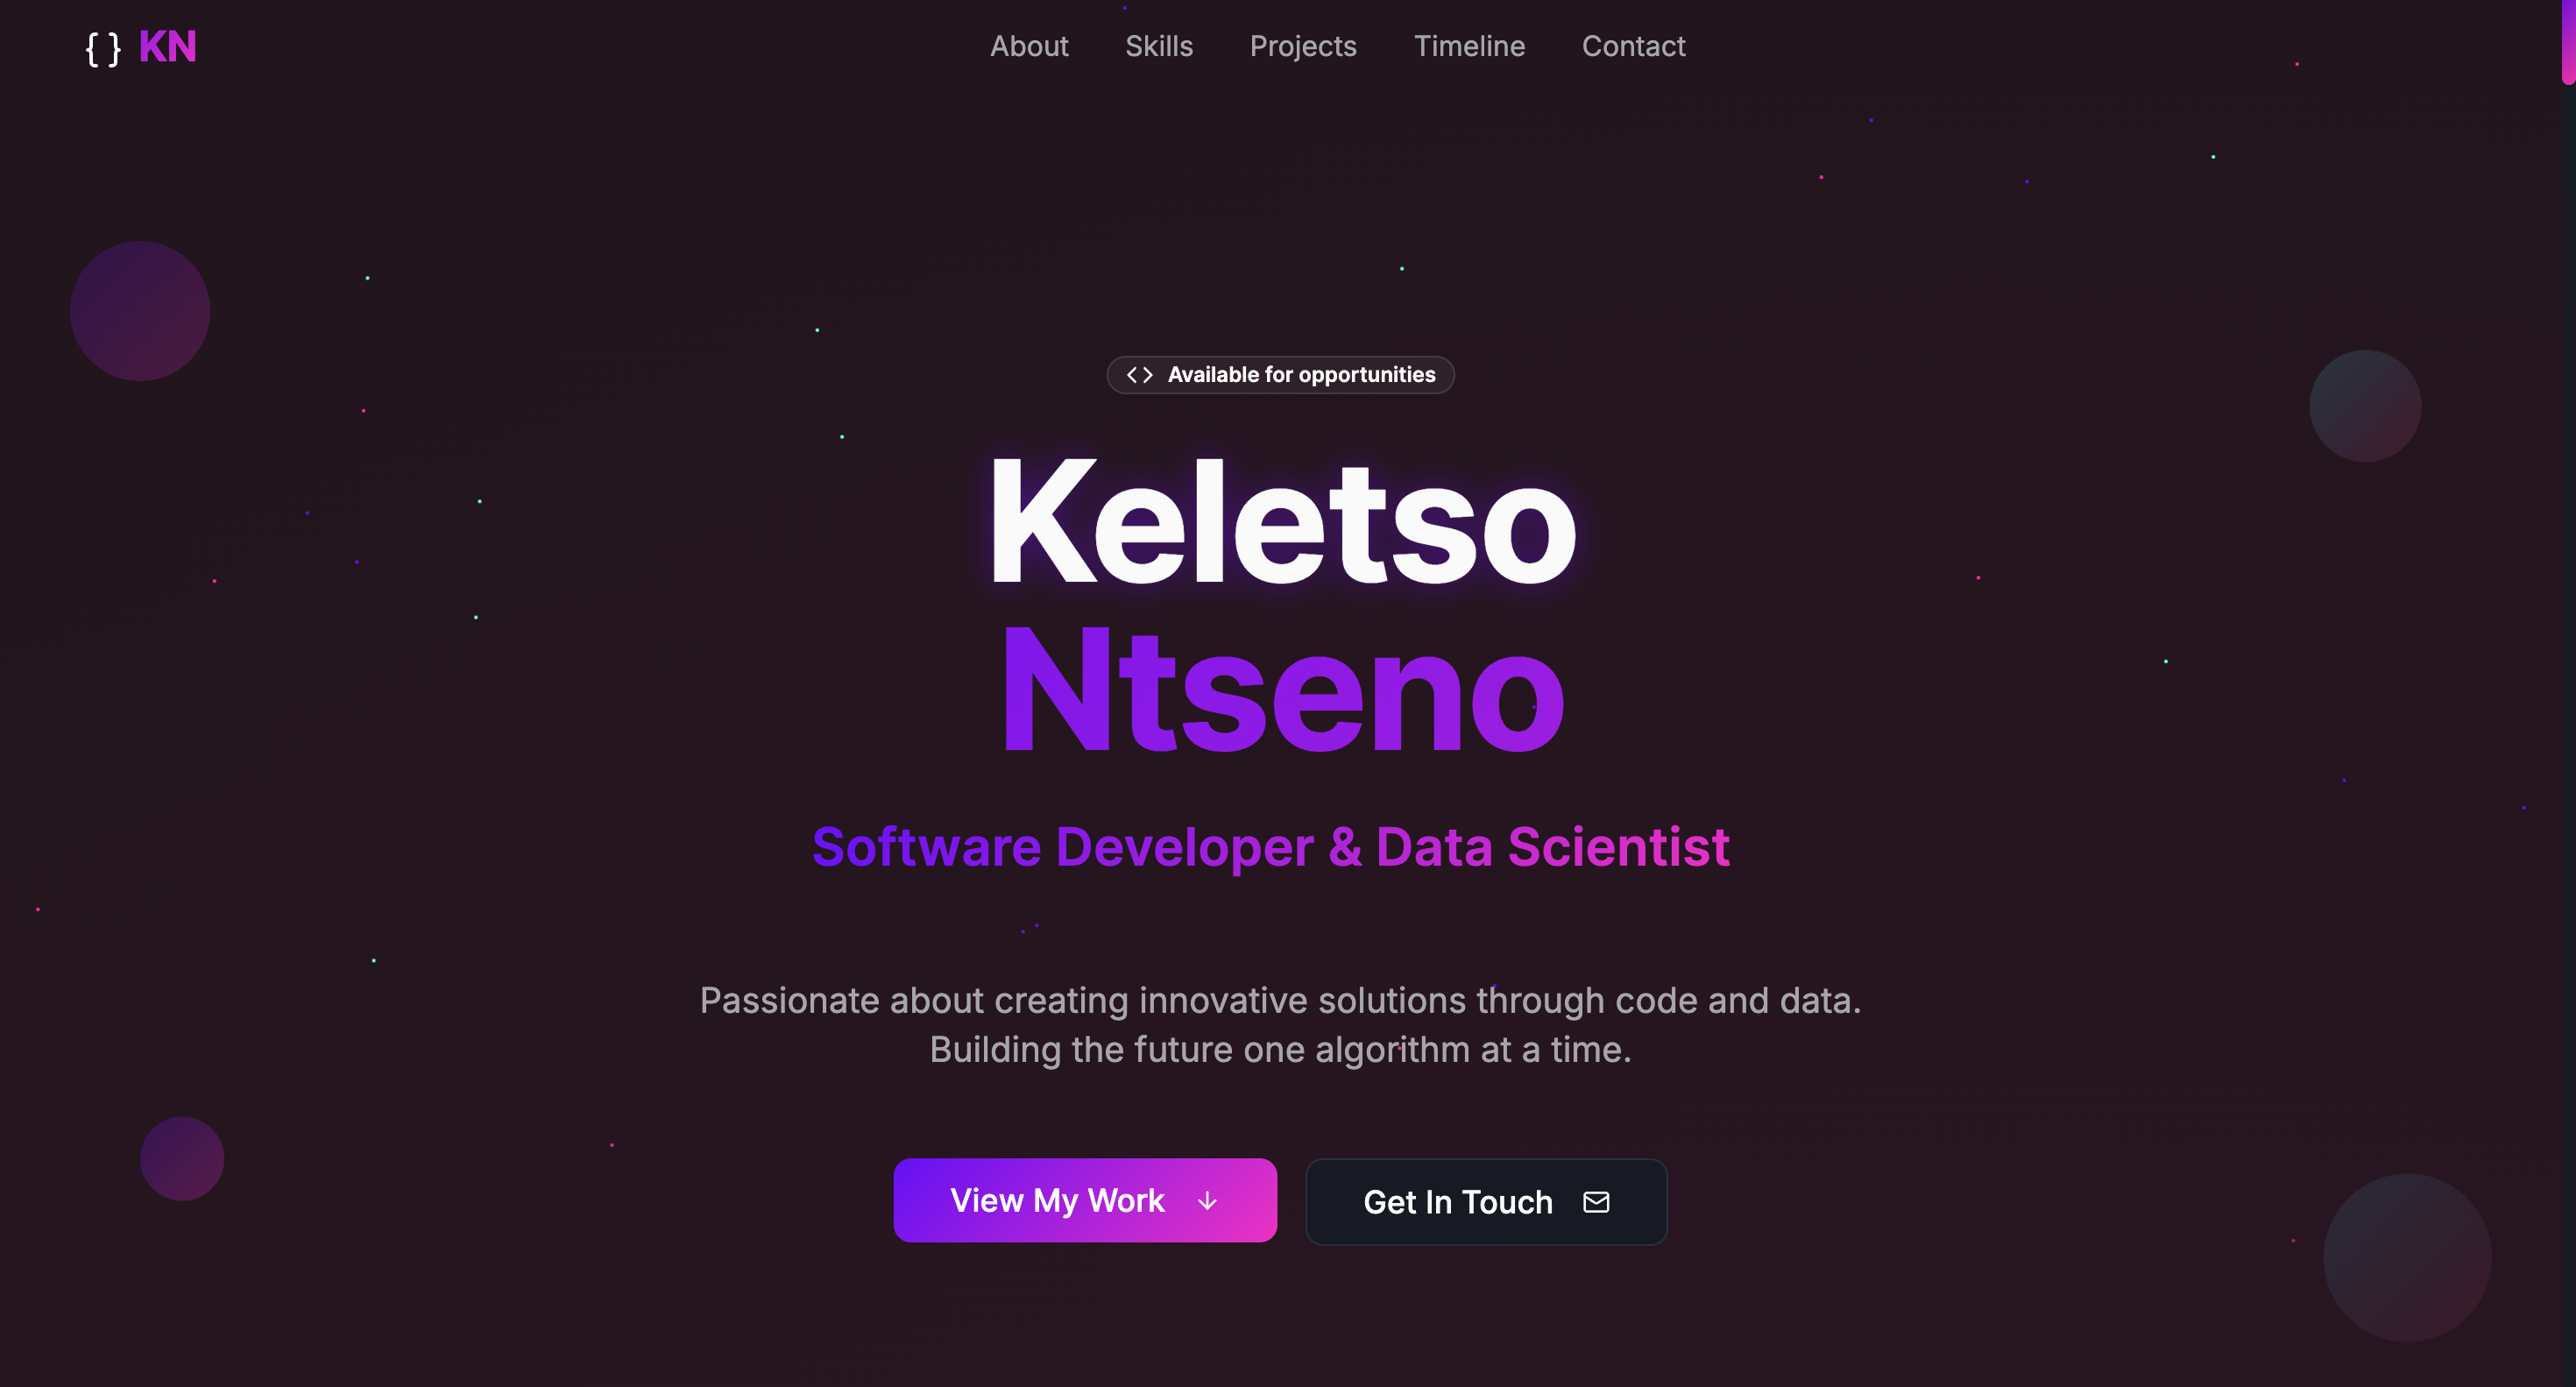 { } KN
About Skills Projects Timeline Contact
<> Available for opportunities
Keletso
Ntseno
Software Developer & Data Scientist
Passionate about creating innovative solutions through code and data.
Building the future one algorithm at a time.
View My Work ↓
Get In Touch